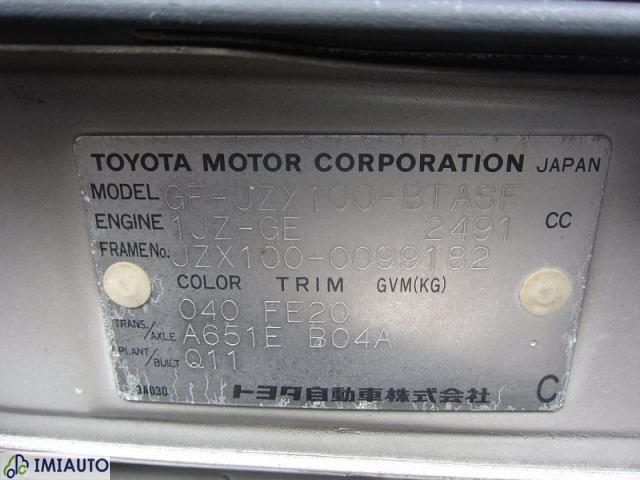 TOYOTA MOTOR CORPORATION JAPAN
MODEL GF-JZX100-BTASF
ENGINE 1JZ-GE 2491 CC
FRAME No. JZX100-0099182
COLOR TRIM GVM(KG)
040 FE20
TRANS./AXLE A651E B04A
PLANT/BUILT Q11
3A030 トヨタ自動車株式会社 C
IMIAUTO